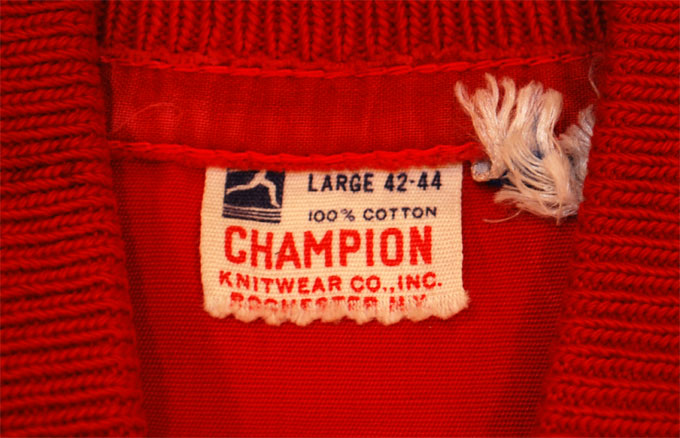 LARGE 42-44
100% COTTON
CHAMPION
KNITWEAR CO., INC.
ROCHESTER N.Y.